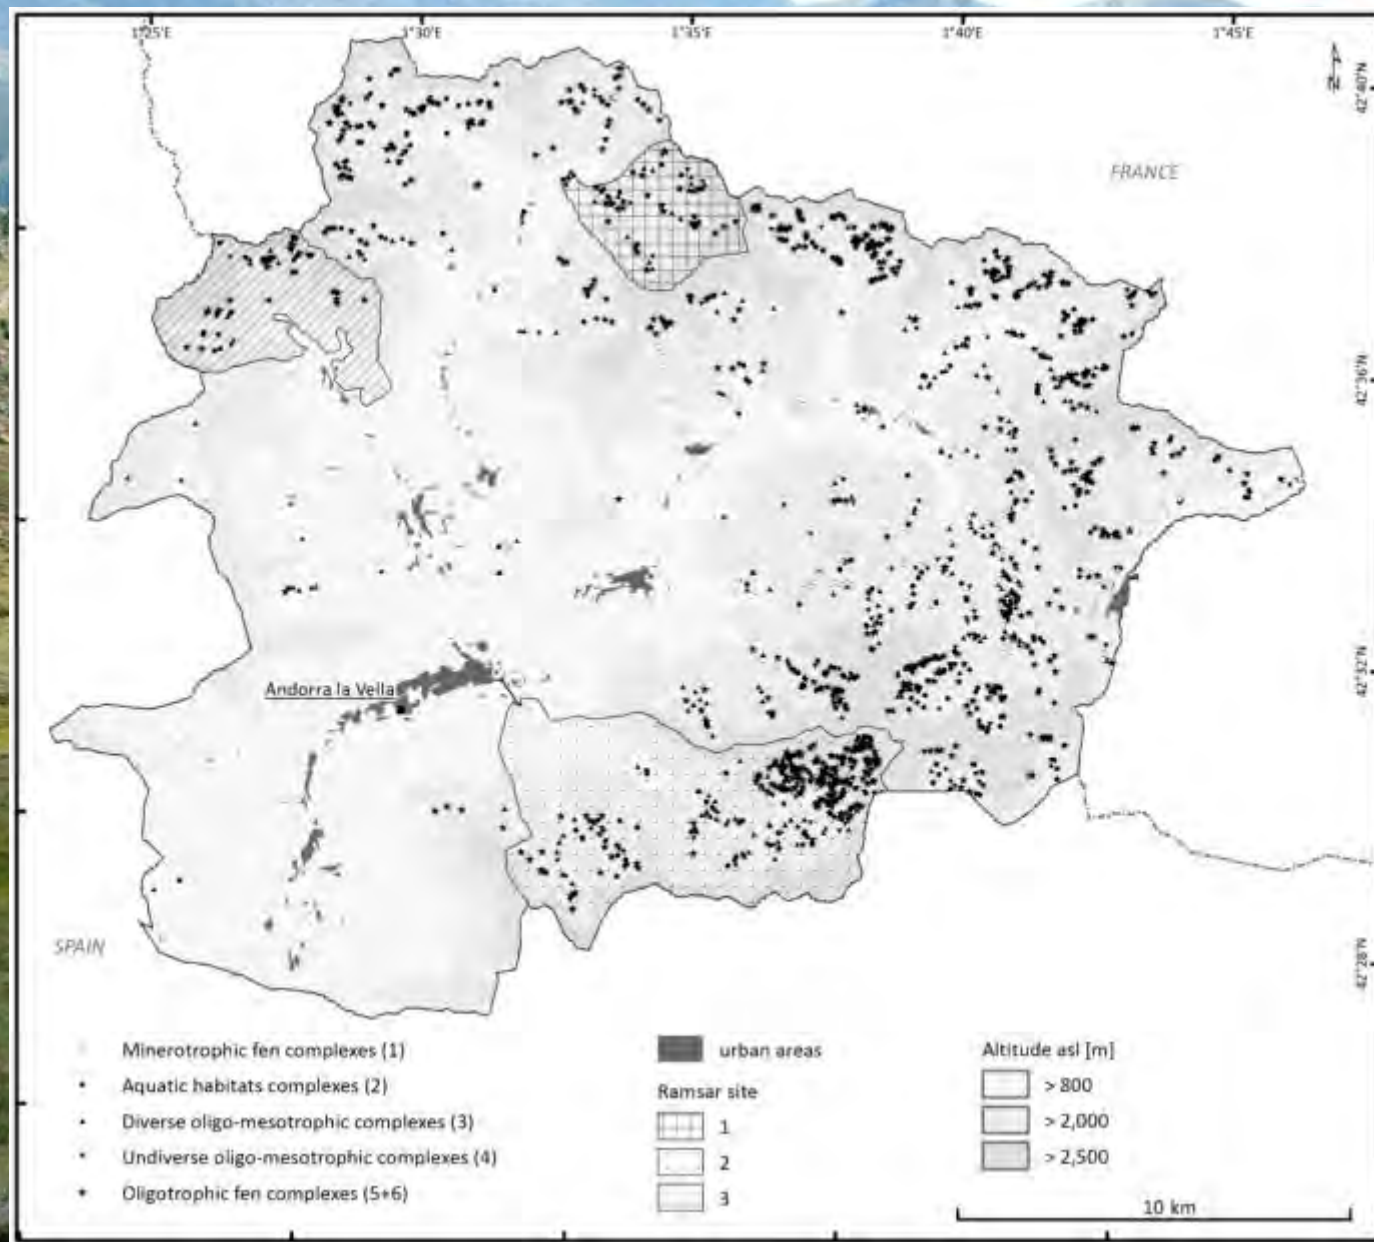 1°25'E 1°30'E 1°35'E 1°40'E 1°45'E
N
42°40'N
FRANCE
42°36'N
42°32'N
Andorra la Vella
42°28'N
SPAIN
Minerotrophic fen complexes (1)
Aquatic habitats complexes (2)
Diverse oligo-mesotrophic complexes (3)
Undiverse oligo-mesotrophic complexes (4)
Oligotrophic fen complexes (5+6)
urban areas
Ramsar site
1
2
3
Altitude asl [m]
> 800
> 2,000
> 2,500
10 km